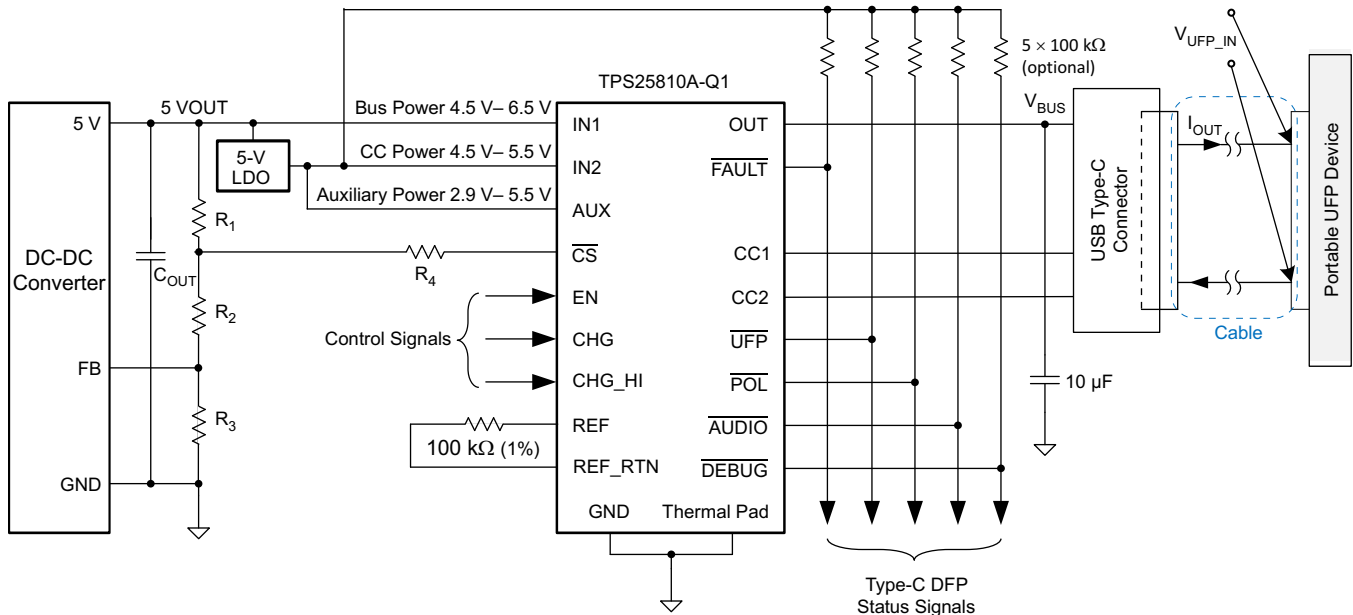 5 × 100 kΩ
(optional)
V_UFP_IN
TPS25810A-Q1
5 VOUT
Bus Power 4.5 V– 6.5 V
V_BUS
5 V
IN1
OUT
I_OUT
5-V
LDO
CC Power 4.5 V– 5.5 V
IN2
FAULT
Auxiliary Power 2.9 V– 5.5 V
AUX
R1
USB Type-C
Connector
Portable UFP Device
DC-DC
Converter
C_OUT
R4
CS
CC1
R2
EN
CC2
Control Signals
CHG
UFP
Cable
FB
CHG_HI
POL
10 µF
R3
REF
AUDIO
100 kΩ (1%)
REF_RTN
DEBUG
GND
GND
Thermal Pad
Type-C DFP
Status Signals